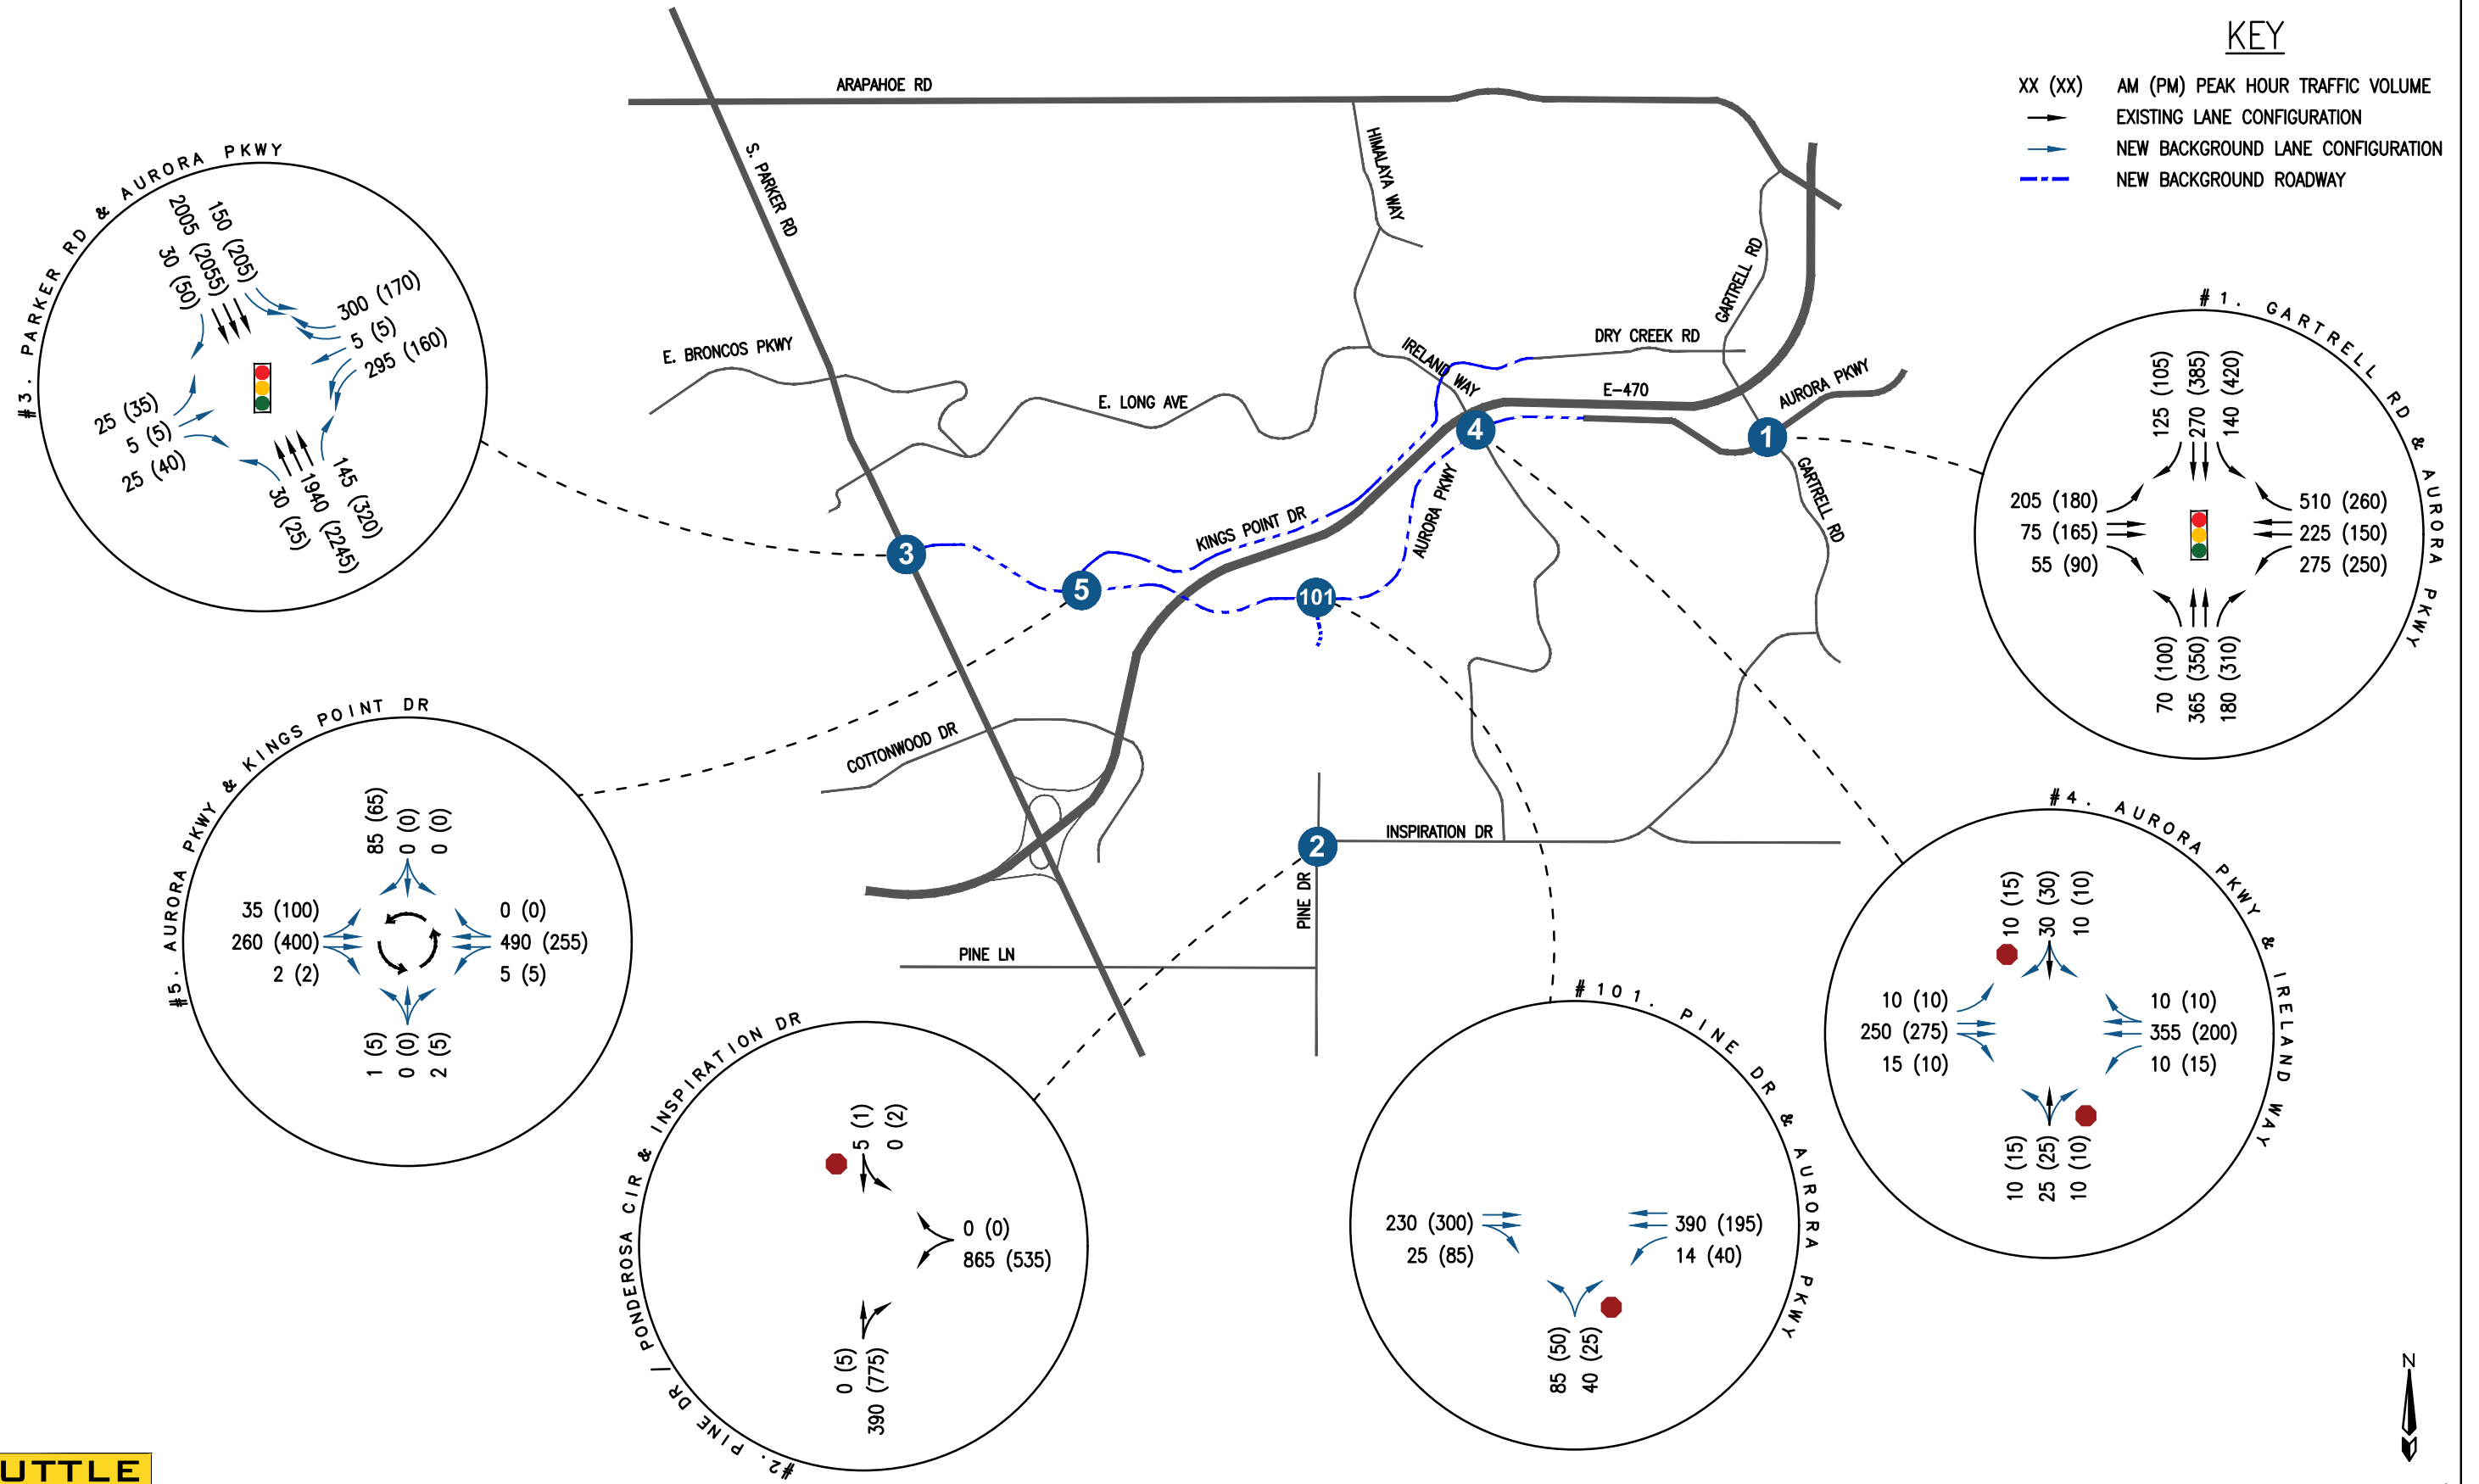 KEY
XX (XX) AM (PM) PEAK HOUR TRAFFIC VOLUME
EXISTING LANE CONFIGURATION
NEW BACKGROUND LANE CONFIGURATION
NEW BACKGROUND ROADWAY
ARAPAHOE RD
S. PARKER RD
HIMALAYA WAY
GARTRELL RD
E. BRONCOS PKWY
E. LONG AVE
IRELAND WAY
DRY CREEK RD
E-470
AURORA PKWY
GARTRELL RD
KINGS POINT DR
AURORA PKWY
COTTONWOOD DR
INSPIRATION DR
PINE DR
PINE LN
1
2
3
4
5
101
#3. PARKER RD & AURORA PKWY
30 (50)
2005 (2055)
150 (205)
300 (170)
5 (5)
295 (160)
25 (35)
5 (5)
25 (40)
30 (25)
1940 (2245)
145 (320)
#1. GARTRELL RD & AURORA PKWY
125 (105)
270 (385)
140 (420)
205 (180)
75 (165)
55 (90)
510 (260)
225 (150)
275 (250)
70 (100)
365 (350)
180 (310)
#5. AURORA PKWY & KINGS POINT DR
85 (65)
0 (0)
0 (0)
35 (100)
260 (400)
2 (2)
0 (0)
490 (255)
5 (5)
1 (5)
0 (0)
2 (5)
#4. AURORA PKWY & IRELAND WAY
10 (15)
30 (30)
10 (10)
10 (10)
250 (275)
15 (10)
10 (10)
355 (200)
10 (15)
10 (15)
25 (25)
10 (10)
#2. PINE DR / PONDEROSA CIR & INSPIRATION DR
5 (1)
0 (2)
0 (0)
865 (535)
0 (5)
390 (775)
#101. PINE DR & AURORA PKWY
230 (300)
25 (85)
390 (195)
14 (40)
85 (50)
40 (25)
N
UTTLE